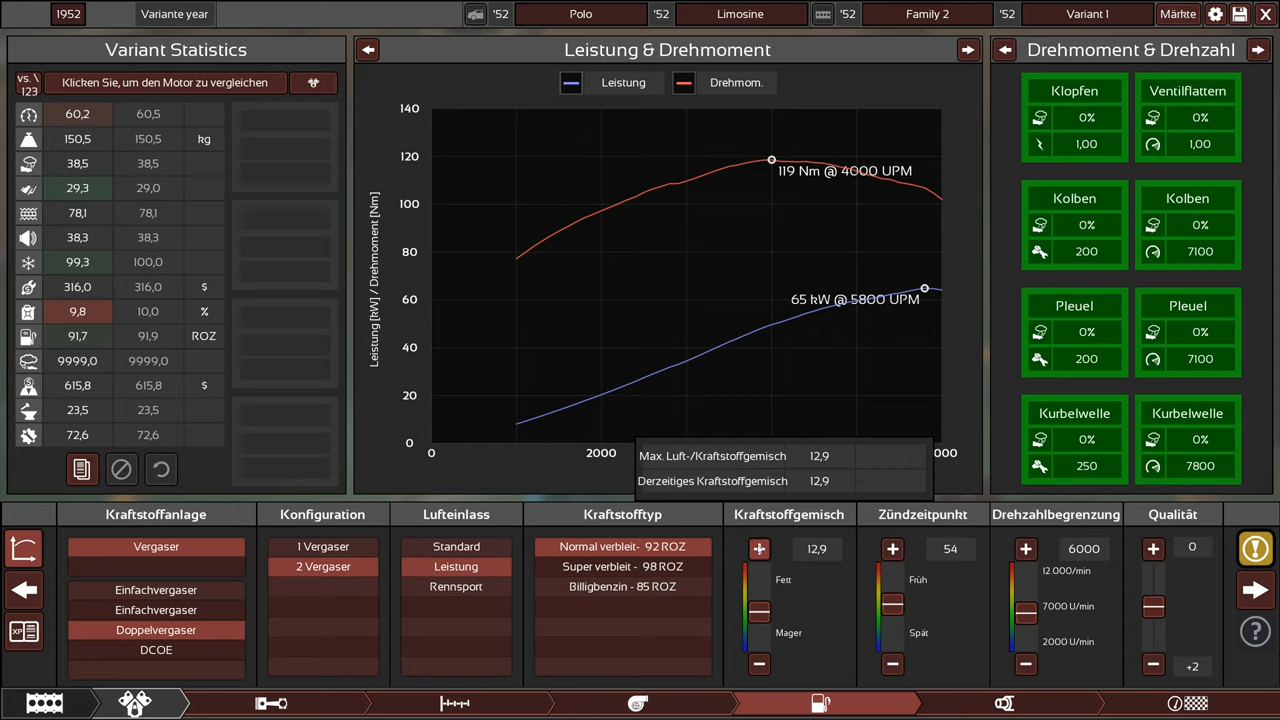 1952 Variante year '52 Polo '52 Limosine '52 Family 2 '52 Variant 1 Märkte
Variant Statistics
Leistung & Drehmoment
Drehmoment & Drehzahl
vs. \ 123
Klicken Sie, um den Motor zu vergleichen
Leistung Drehmom.
60,2 60,5
150,5 150,5 kg
38,5 38,5
29,3 29,0
78,1 78,1
38,3 38,3
99,3 100,0
316,0 316,0 $
9,8 10,0 %
91,7 91,9 ROZ
9999,0 9999,0
615,8 615,8 $
23,5 23,5
72,6 72,6
Leistung [kW] / Drehmoment [Nm]
140
120
100
80
60
40
20
0
0 2000 000
119 Nm @ 4000 UPM
65 kW @ 5800 UPM
Max. Luft-/Kraftstoffgemisch 12,9
Derzeitiges Kraftstoffgemisch 12,9
Klopfen Ventilflattern
0% 0%
1,00 1,00
Kolben Kolben
0% 0%
200 7100
Pleuel Pleuel
0% 0%
200 7100
Kurbelwelle Kurbelwelle
0% 0%
250 7800
Kraftstoffanlage Konfiguration Lufteinlass Kraftstofftyp Kraftstoffgemisch Zündzeitpunkt Drehzahlbegrenzung Qualität
Vergaser
Einfachvergaser
Einfachvergaser
Doppelvergaser
DCOE
1 Vergaser
2 Vergaser
Standard
Leistung
Rennsport
Normal verbleit- 92 ROZ
Super verbleit - 98 ROZ
Billigbenzin - 85 ROZ
12,9
Fett
Mager
54
Früh
Spät
6000
12.000/min
7000 U/min
2000 U/min
0
+2
XP